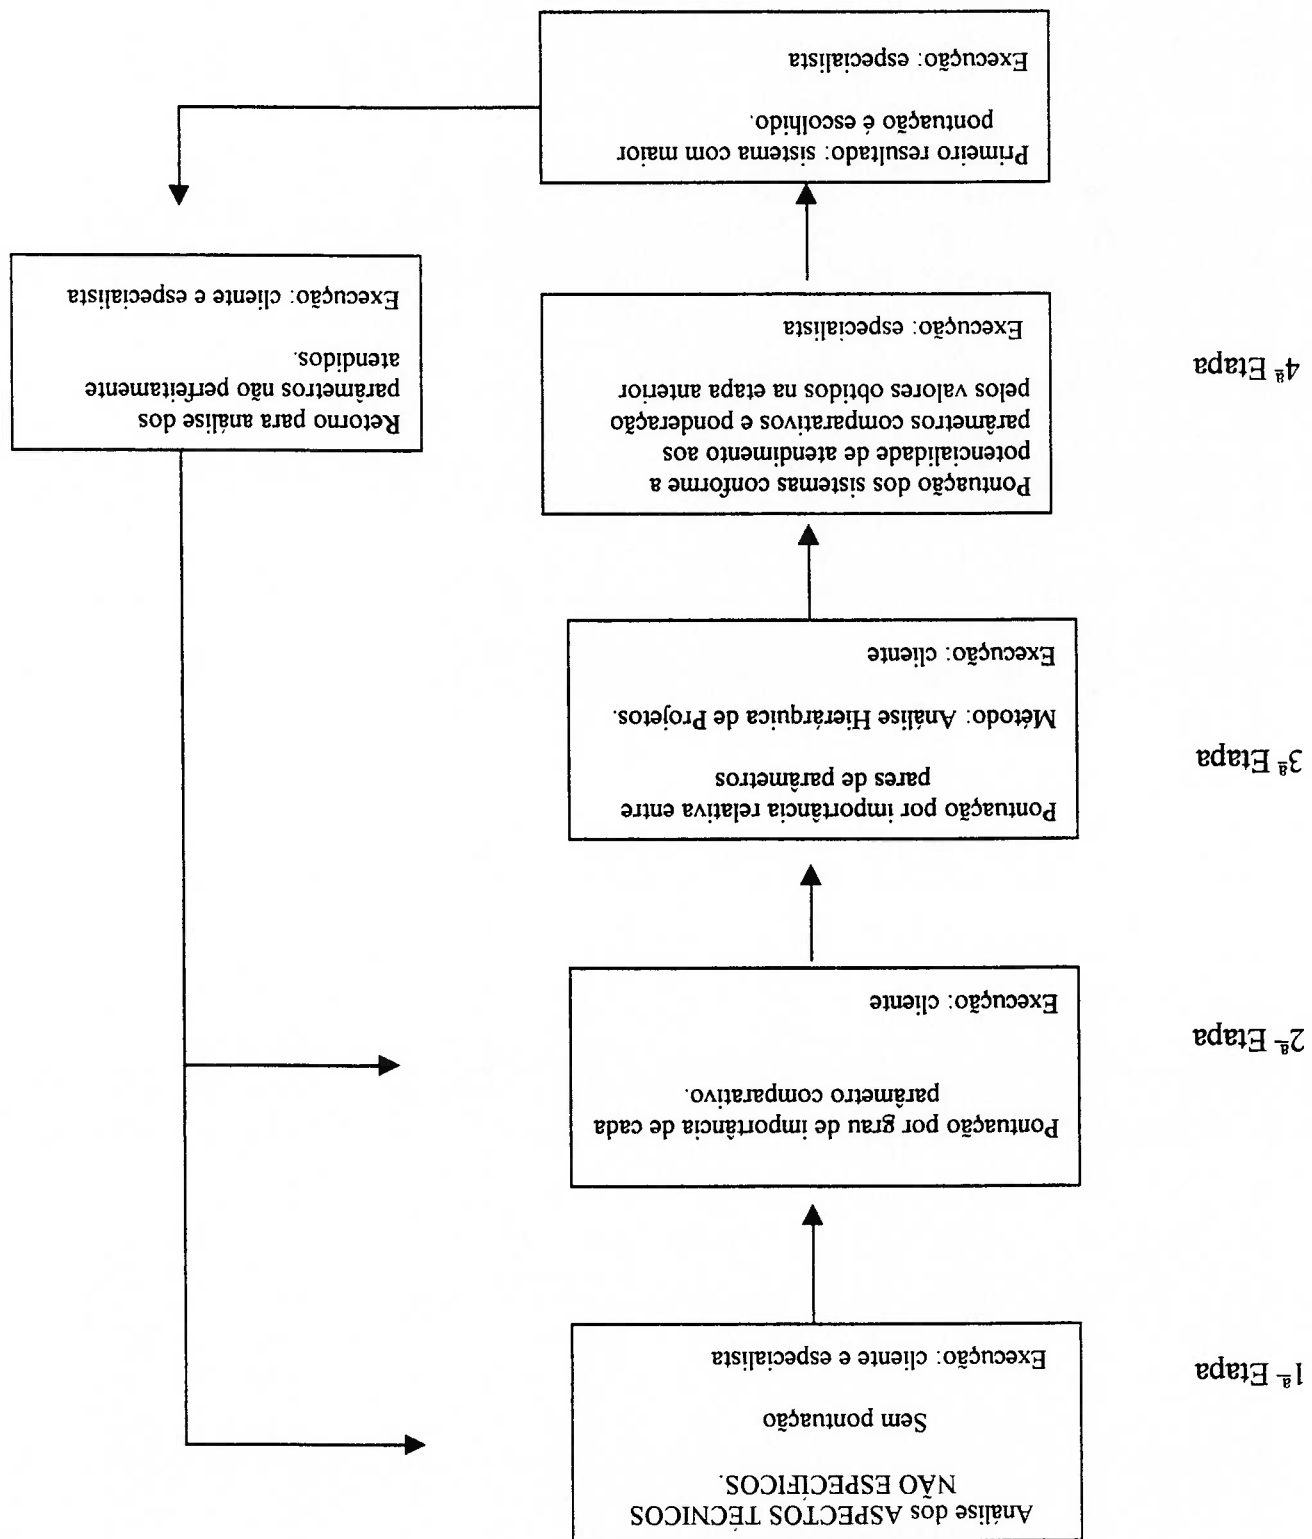 1ª Etapa
Análise dos ASPECTOS TÉCNICOS
NÃO ESPECÍFICOS.
Sem pontuação
Execução: cliente e especialista
2ª Etapa
Pontuação por grau de importância de cada
parâmetro comparativo.
Execução: cliente
3ª Etapa
Pontuação por importância relativa entre
pares de parâmetros
Método: Análise Hierárquica de Projetos.
Execução: cliente
4ª Etapa
Pontuação dos sistemas conforme a
potencialidade de atendimento aos
parâmetros comparativos e ponderação
pelos valores obtidos na etapa anterior
Execução: especialista
Retorno para análise dos
parâmetros não perfeitamente
atendidos.
Execução: cliente e especialista
Primeiro resultado: sistema com maior
pontuação é escolhido.
Execução: especialista